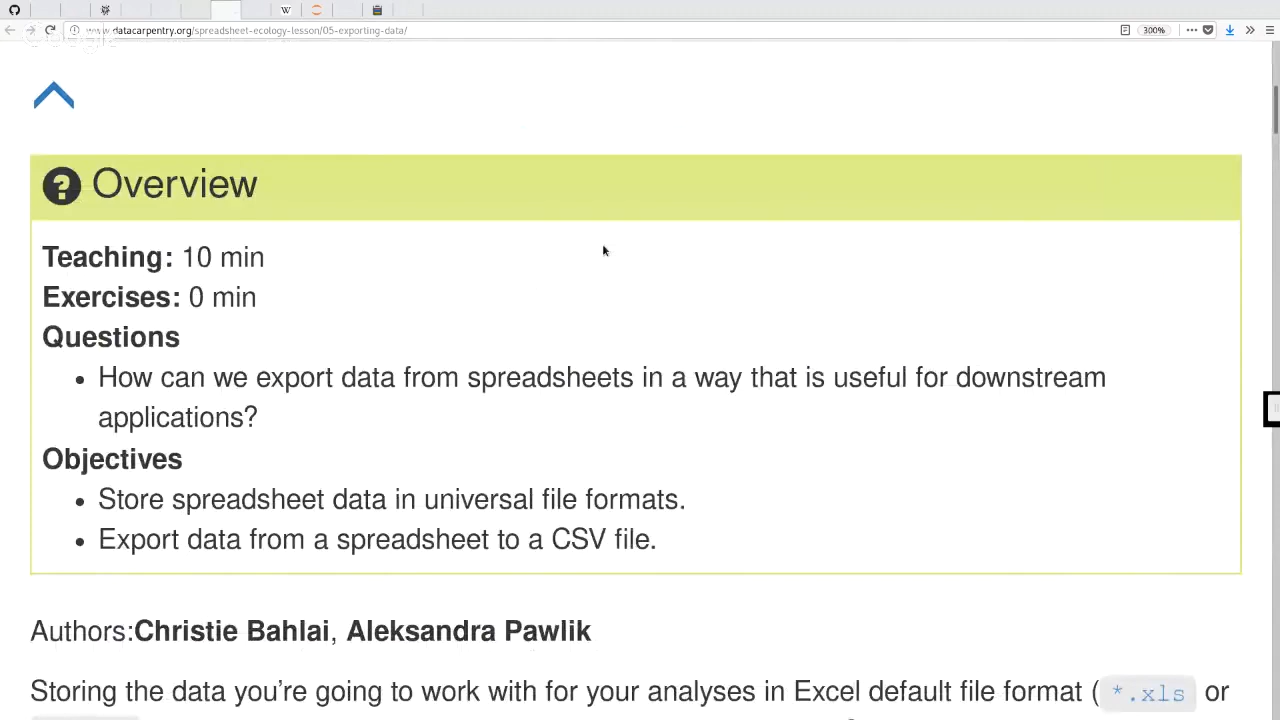 www.datacarpentry.org/spreadsheet-ecology-lesson/05-exporting-data/
300%
W
Overview
Teaching: 10 min
Exercises: 0 min
Questions
How can we export data from spreadsheets in a way that is useful for downstream
applications?
Objectives
Store spreadsheet data in universal file formats.
Export data from a spreadsheet to a CSV file.
Authors:Christie Bahlai, Aleksandra Pawlik
Storing the data you’re going to work with for your analyses in Excel default file format (*.xls or